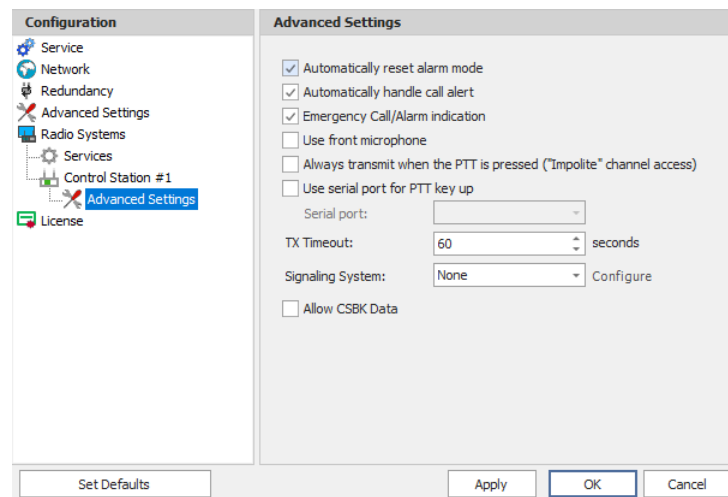 Configuration
Service
Network
Redundancy
Advanced Settings
Radio Systems
Services
Control Station #1
Advanced Settings
License
Advanced Settings
Automatically reset alarm mode
Automatically handle call alert
Emergency Call/Alarm indication
Use front microphone
Always transmit when the PTT is pressed ("Impolite" channel access)
Use serial port for PTT key up
Serial port:
TX Timeout: 60 seconds
Signaling System: None Configure
Allow CSBK Data
Set Defaults Apply OK Cancel